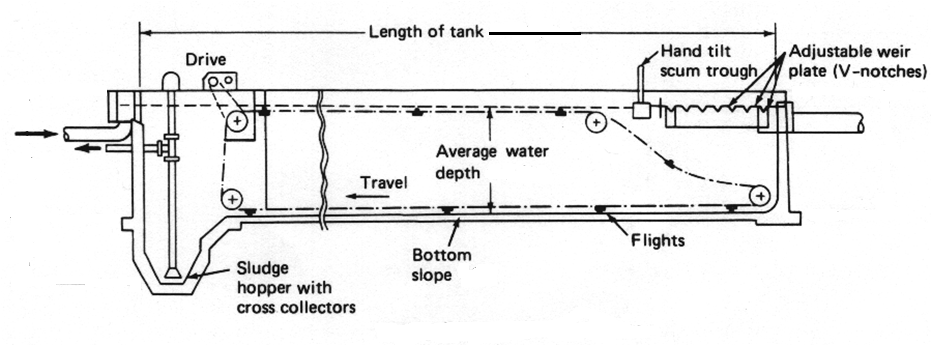 Length of tank
Drive
Hand tilt
scum trough
Adjustable weir
plate (V-notches)
Average water
depth
Travel
Flights
Bottom
slope
Sludge
hopper with
cross collectors